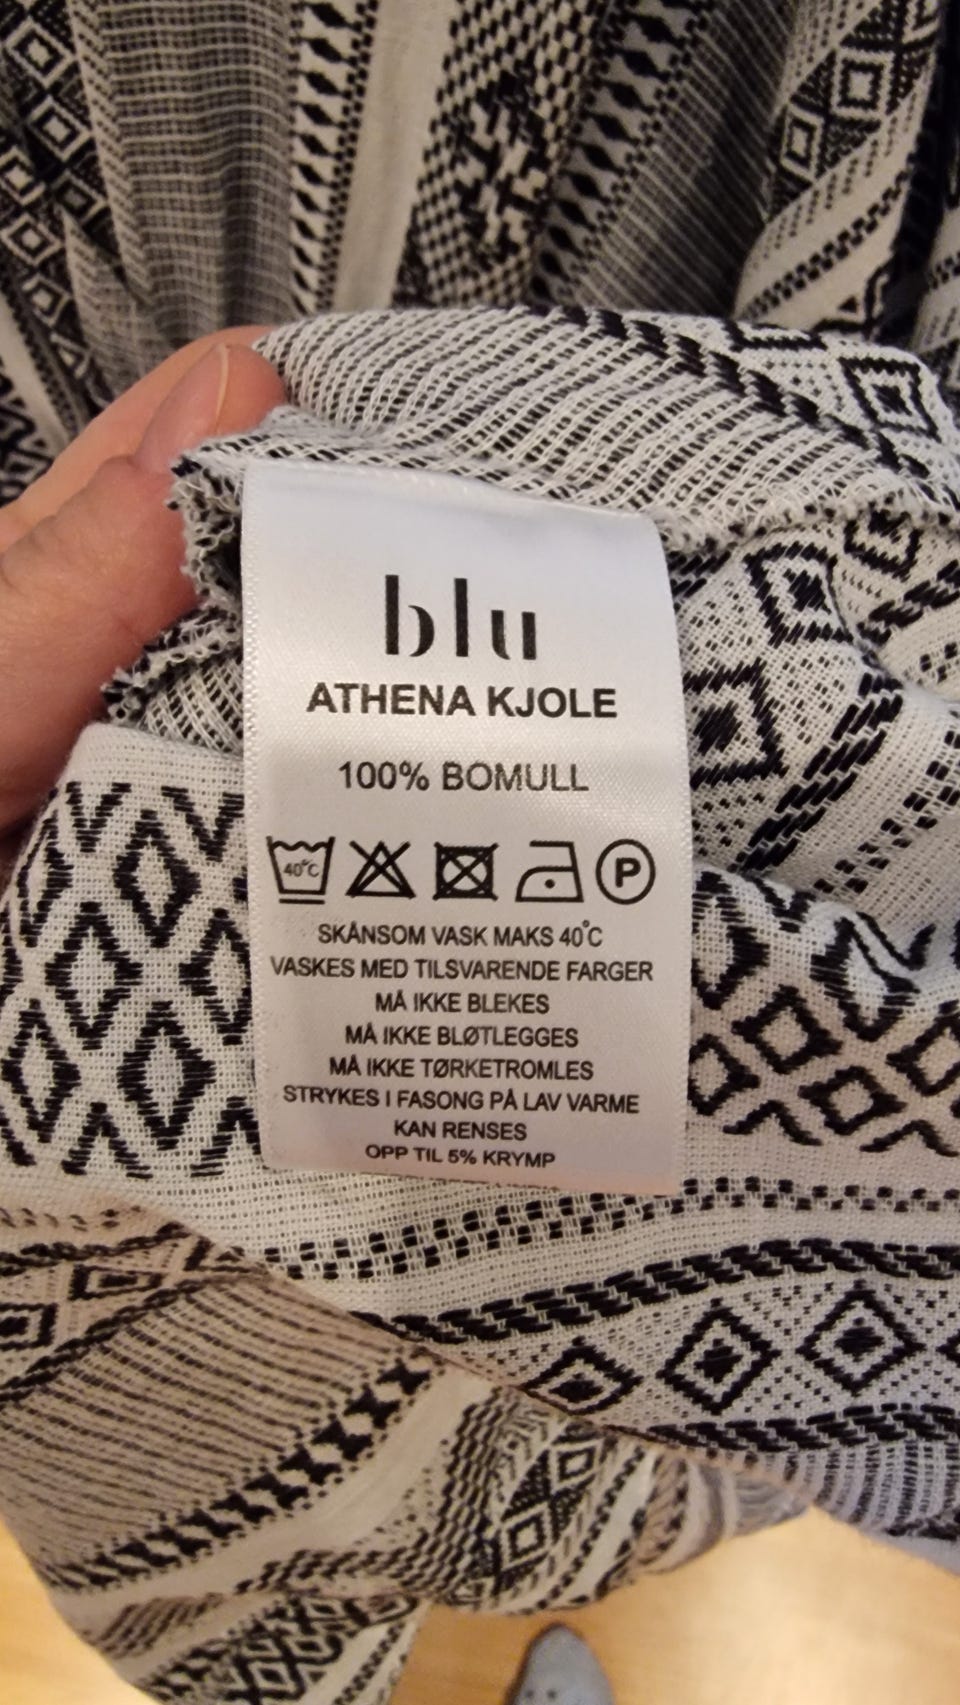 blu
ATHENA KJOLE
100% BOMULL
40°C P
SKÅNSOM VASK MAKS 40°C
VASKES MED TILSVARENDE FARGER
MÅ IKKE BLEKES
MÅ IKKE BLØTLEGGES
MÅ IKKE TØRKETROMLES
STRYKES I FASONG PÅ LAV VARME
KAN RENSES
OPP TIL 5% KRYMP